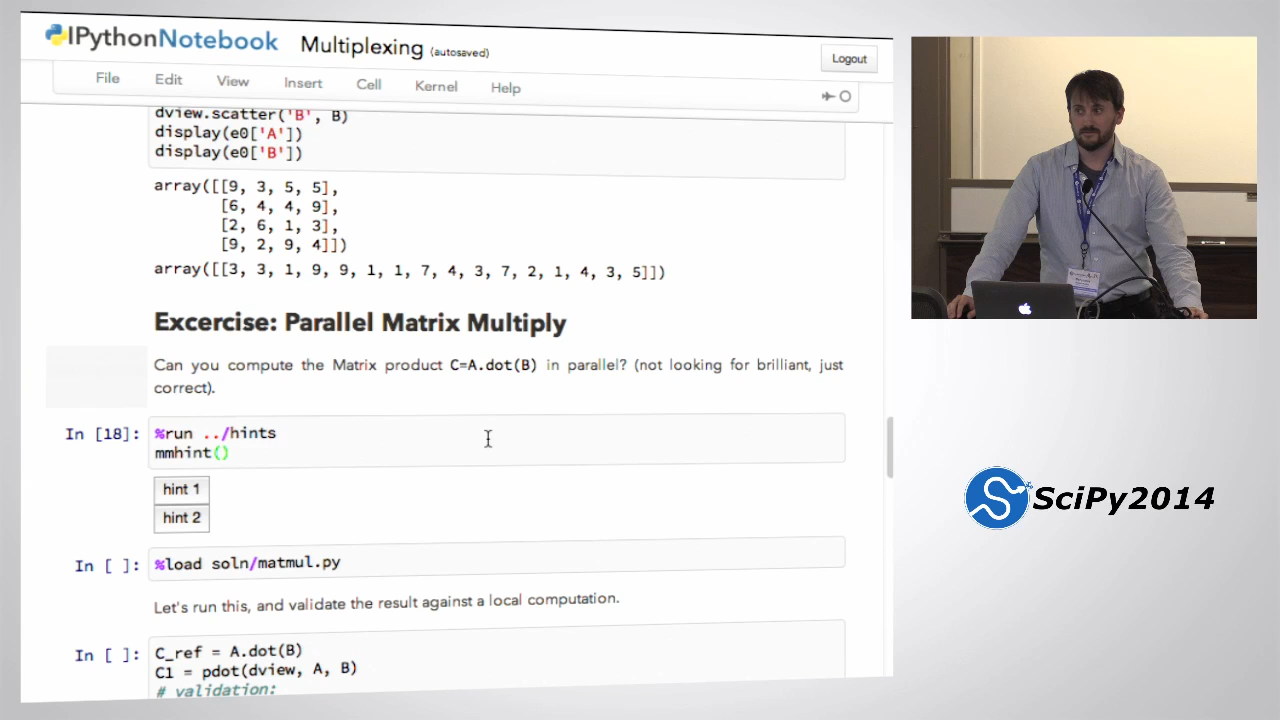 IPythonNotebook Multiplexing (autosaved)
Logout
File Edit View Insert Cell Kernel Help
dview.scatter('B', B)
display(e0['A'])
display(e0['B'])
array([[9, 3, 5, 5],
[6, 4, 4, 9],
[2, 6, 1, 3],
[9, 2, 9, 4]])
array([[3, 3, 1, 9, 9, 1, 1, 7, 4, 3, 7, 2, 1, 4, 3, 5]])
Excercise: Parallel Matrix Multiply
Can you compute the Matrix product C=A.dot(B) in parallel? (not looking for brilliant, just
correct).
In [18]: %run ../hints
mmhint()
hint 1
hint 2
In [ ]: %load soln/matmul.py
Let's run this, and validate the result against a local computation.
In [ ]: C_ref = A.dot(B)
C1 = pdot(dview, A, B)
# validation:
SciPy2014